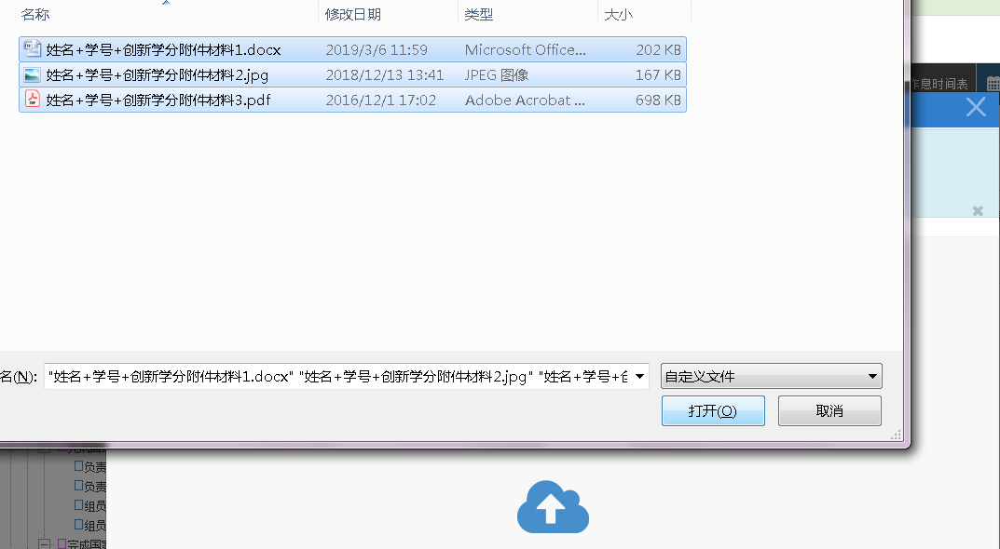 名称 修改日期 类型 大小
姓名+学号+创新学分附件材料1.docx 2019/3/6 11:59 Microsoft Office... 202 KB
姓名+学号+创新学分附件材料2.jpg 2018/12/13 13:41 JPEG 图像 167 KB
姓名+学号+创新学分附件材料3.pdf 2016/12/1 17:02 Adobe Acrobat ... 698 KB
作息时间表
名(N): "姓名+学号+创新学分附件材料1.docx" "姓名+学号+创新学分附件材料2.jpg" "姓名+学号+仓 自定义文件
打开(O) 取消
完成国
负责
负责
组员
组员
完成国家